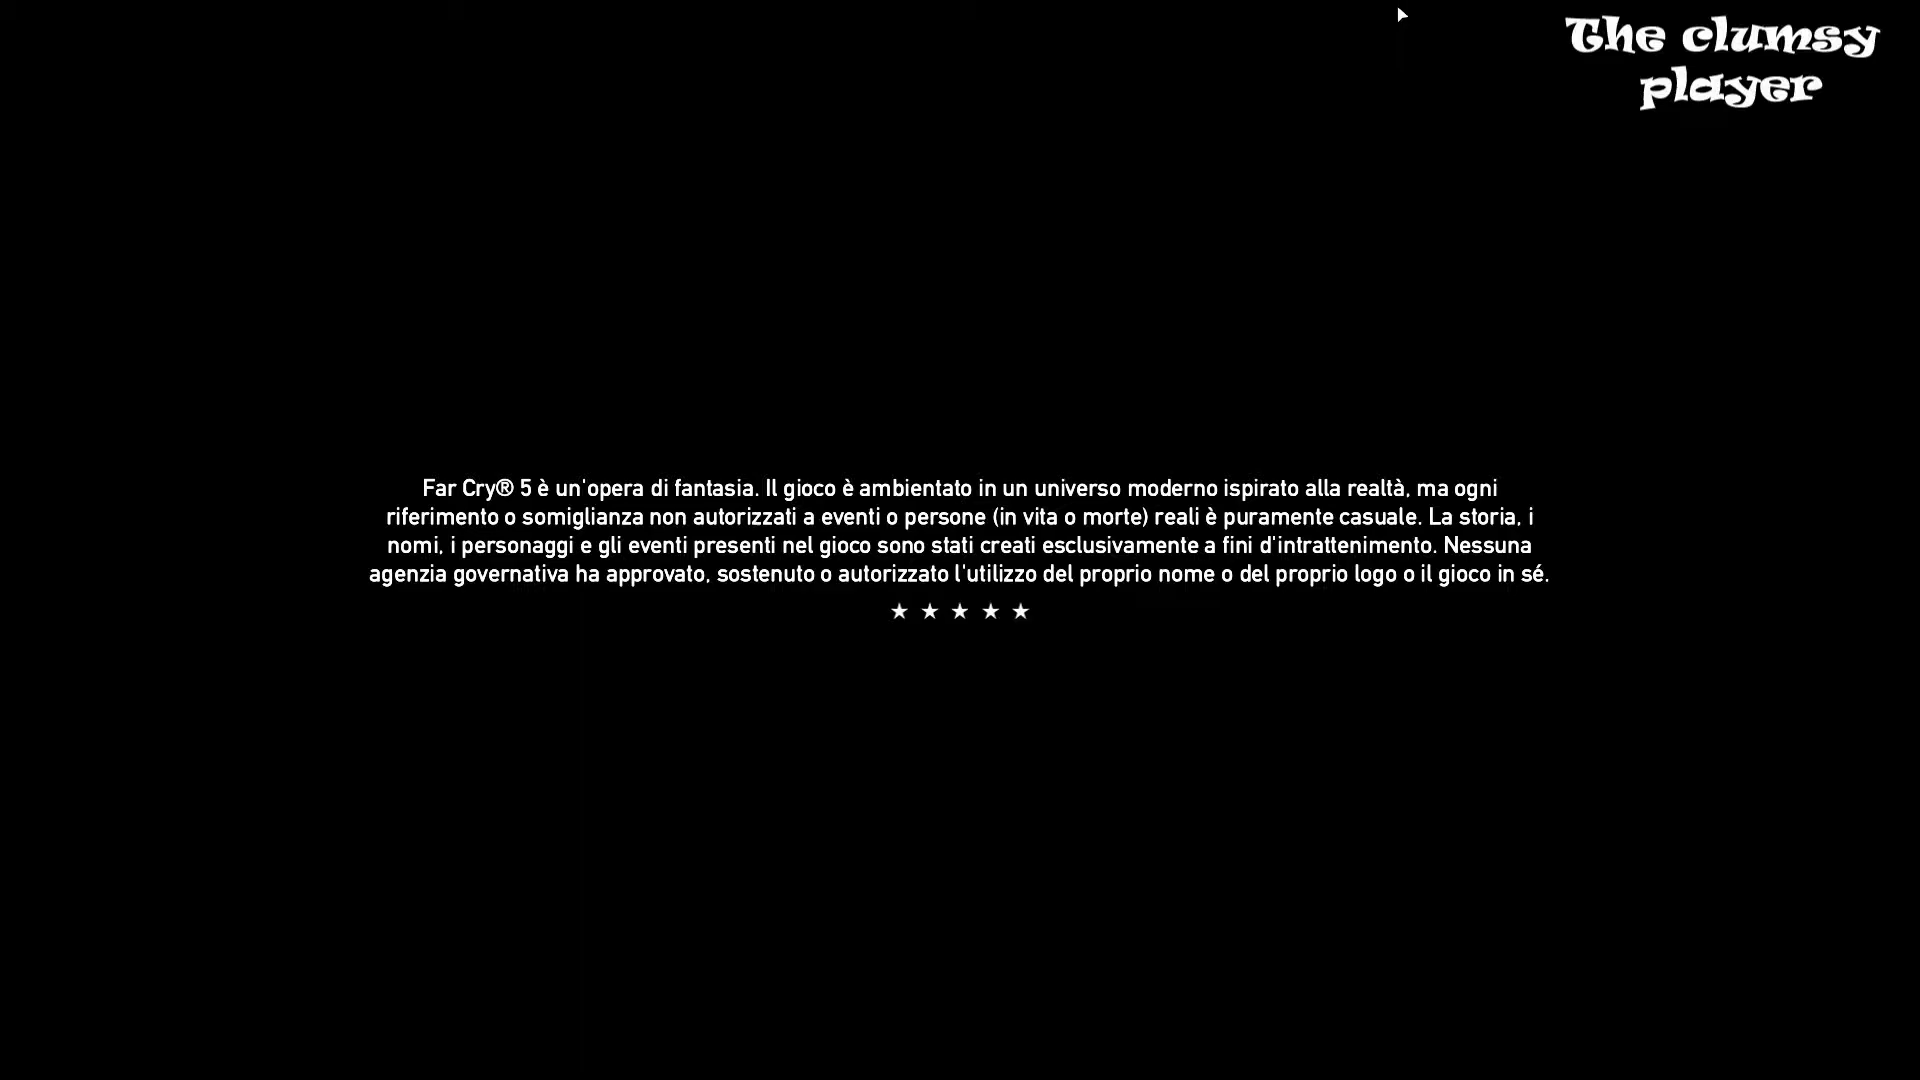 The clumsy
player
Far Cry® 5 è un'opera di fantasia. Il gioco è ambientato in un universo moderno ispirato alla realtà, ma ogni
riferimento o somiglianza non autorizzati a eventi o persone (in vita o morte) reali è puramente casuale. La storia, i
nomi, i personaggi e gli eventi presenti nel gioco sono stati creati esclusivamente a fini d'intrattenimento. Nessuna
agenzia governativa ha approvato, sostenuto o autorizzato l'utilizzo del proprio nome o del proprio logo o il gioco in sé.
★ ★ ★ ★ ★